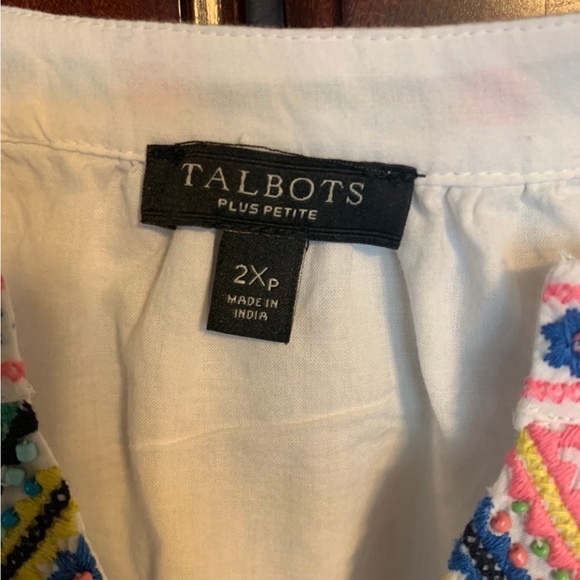 TALBOTS
PLUS PETITE
2XP
MADE IN
INDIA